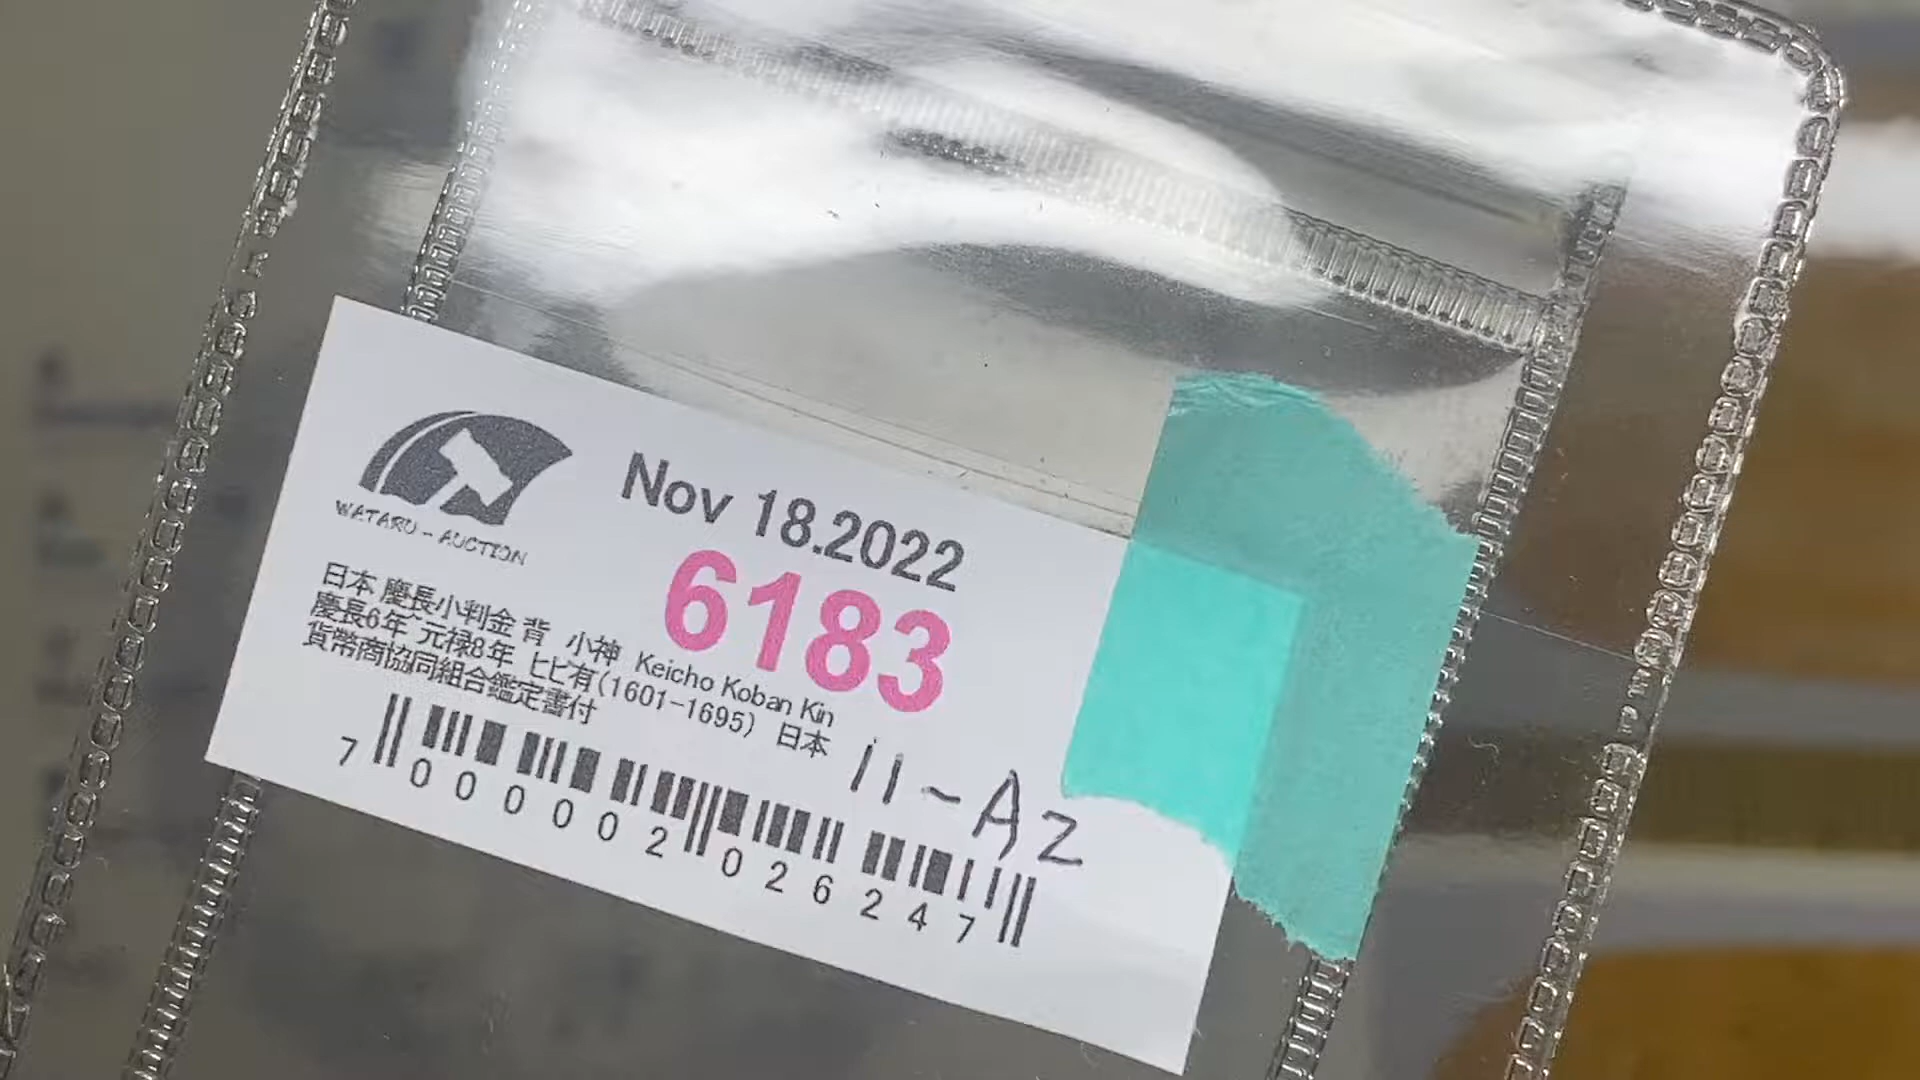 WATARU-AUCTION
Nov 18.2022
6183
日本 慶長小判金 背 小神 Keicho Koban Kin
慶長6年 元禄8年 ヒビ有(1601-1695) 日本
貨幣商協同組合鑑定書付
11-A2
7 000002 026247